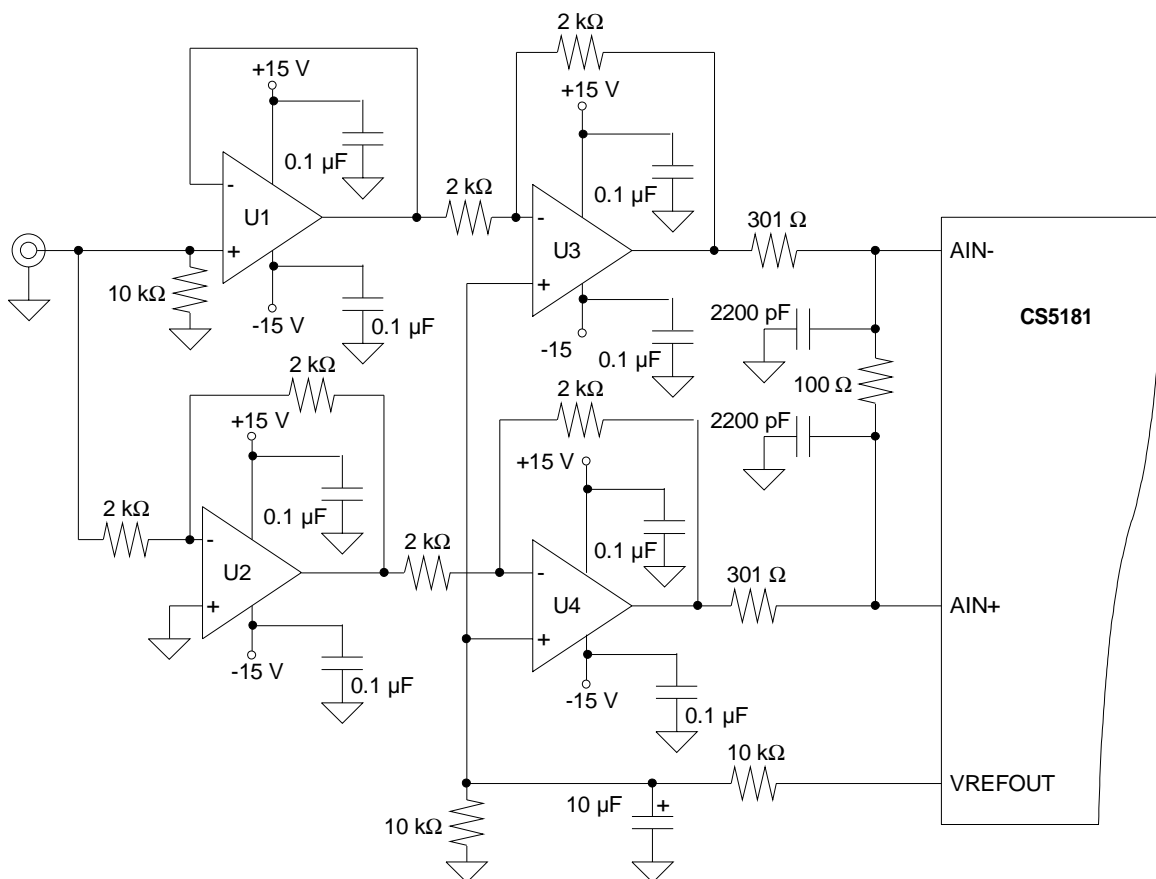 2 kΩ
2 kΩ
+15 V
+15 V
0.1 µF
0.1 µF
2 kΩ
-
U1
+
-
U3
+
301 Ω
AIN-
10 kΩ
-15 V
0.1 µF
-15
0.1 µF
2200 pF
CS5181
2 kΩ
2 kΩ
100 Ω
+15 V
2200 pF
+15 V
2 kΩ
0.1 µF
2 kΩ
0.1 µF
-
U2
+
-
U4
+
301 Ω
AIN+
-15 V
0.1 µF
-15 V
0.1 µF
10 kΩ
VREFOUT
10 kΩ
10 µF
+